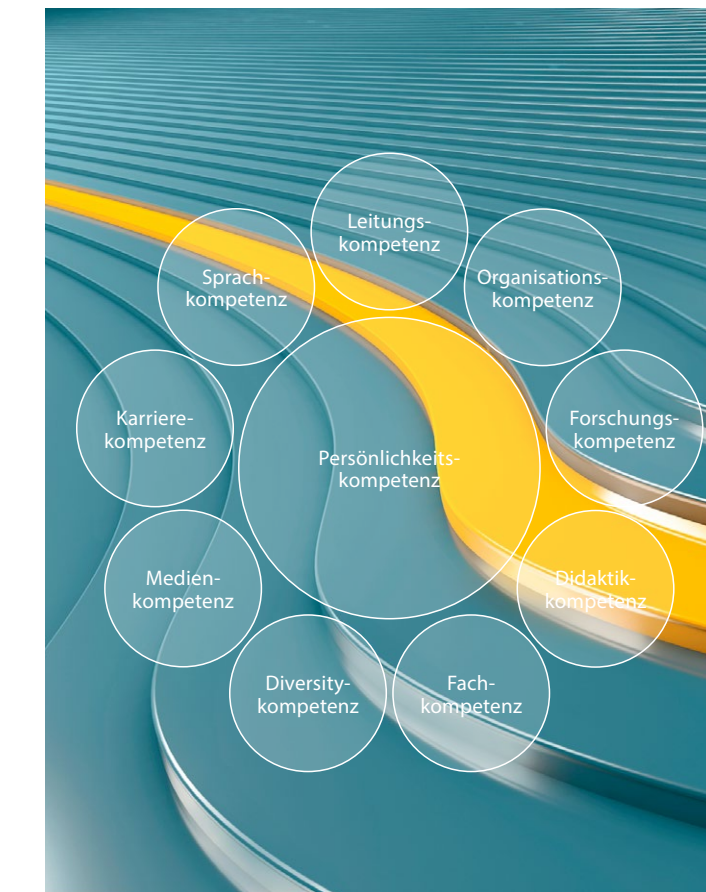 Leitungs-
kompetenz
Sprach-
kompetenz
Organisations-
kompetenz
Karriere-
kompetenz
Forschungs-
kompetenz
Persönlichkeits-
kompetenz
Medien-
kompetenz
Didaktik-
kompetenz
Diversity-
kompetenz
Fach-
kompetenz